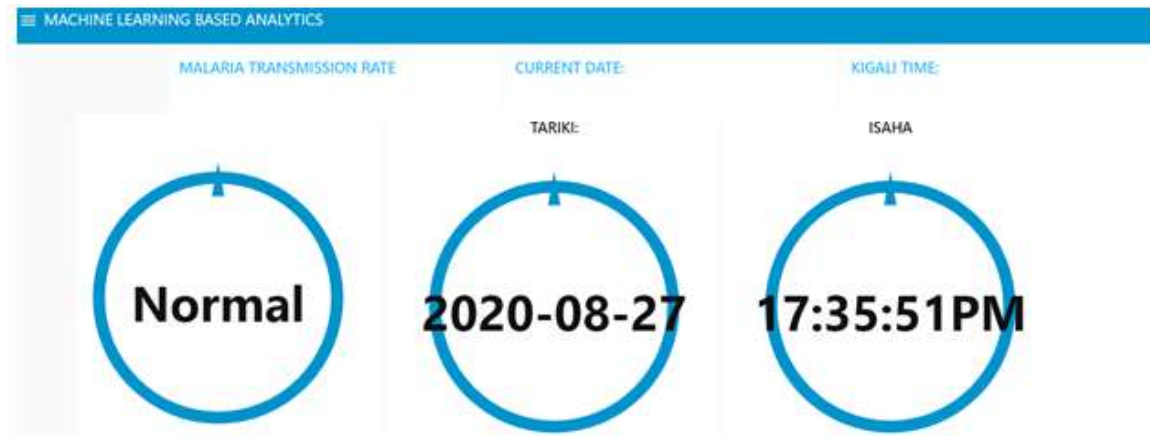 MACHINE LEARNING BASED ANALYTICS
MALARIA TRANSMISSION RATE CURRENT DATE: KIGALI TIME:
TARIKI: ISAHA
Normal 2020-08-27 17:35:51PM